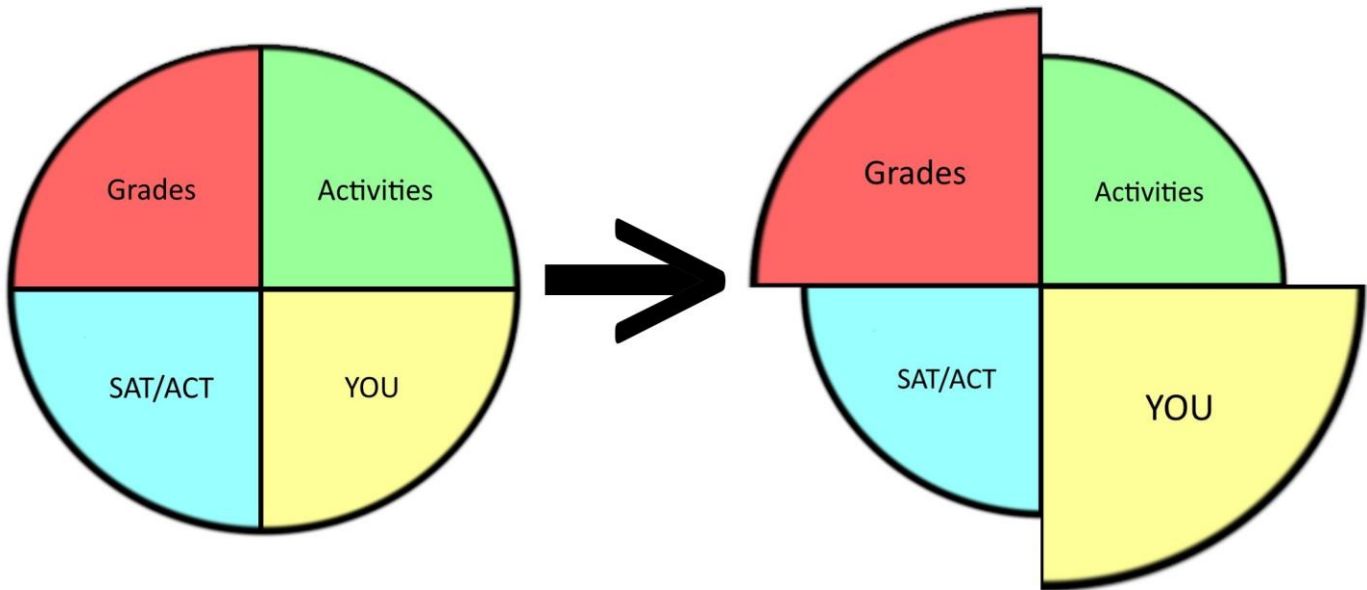 Grades
Activities
SAT/ACT
YOU
Grades
Activities
SAT/ACT
YOU